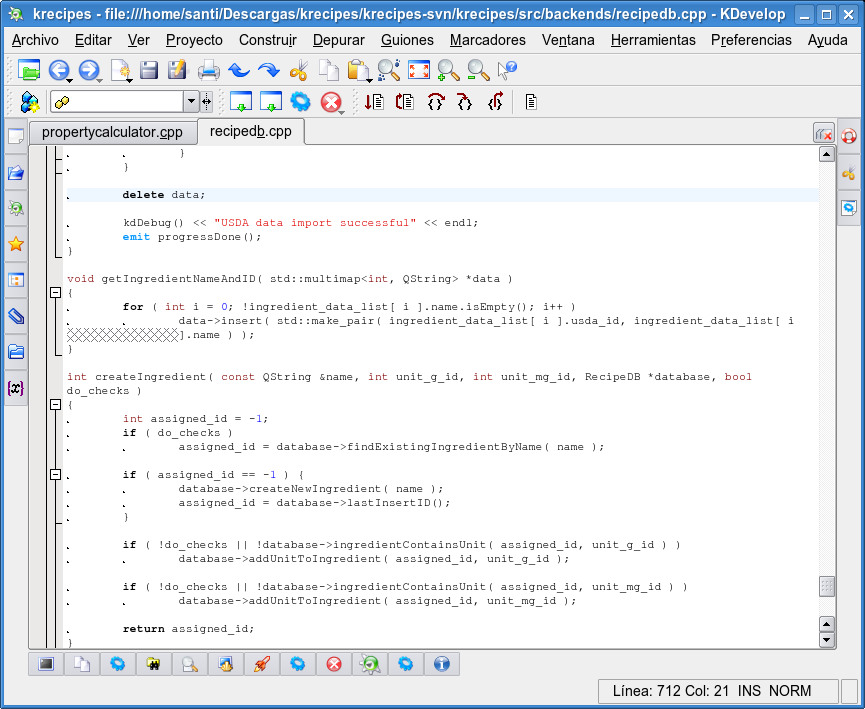 krecipes - file:///home/santi/Descargas/krecipes/krecipes-svn/krecipes/src/backends/recipedb.cpp - KDevelop
Archivo Editar Ver Proyecto Construir Depurar Guiones Marcadores Ventana Herramientas Preferencias Ayuda
propertycalculator.cpp recipedb.cpp
}
}
delete data;
kdDebug() << "USDA data import successful" << endl;
emit progressDone();
}
void getIngredientNameAndID( std::multimap<int, QString> *data )
{
for ( int i = 0; !ingredient_data_list[ i ].name.isEmpty(); i++ )
data->insert( std::make_pair( ingredient_data_list[ i ].usda_id, ingredient_data_list[ i
].name ) );
}
int createIngredient( const QString &name, int unit_g_id, int unit_mg_id, RecipeDB *database, bool
do_checks )
{
int assigned_id = -1;
if ( do_checks )
assigned_id = database->findExistingIngredientByName( name );
if ( assigned_id == -1 ) {
database->createNewIngredient( name );
assigned_id = database->lastInsertID();
}
if ( !do_checks || !database->ingredientContainsUnit( assigned_id, unit_g_id ) )
database->addUnitToIngredient( assigned_id, unit_g_id );
if ( !do_checks || !database->ingredientContainsUnit( assigned_id, unit_mg_id ) )
database->addUnitToIngredient( assigned_id, unit_mg_id );
return assigned_id;
}
Línea: 712 Col: 21 INS NORM